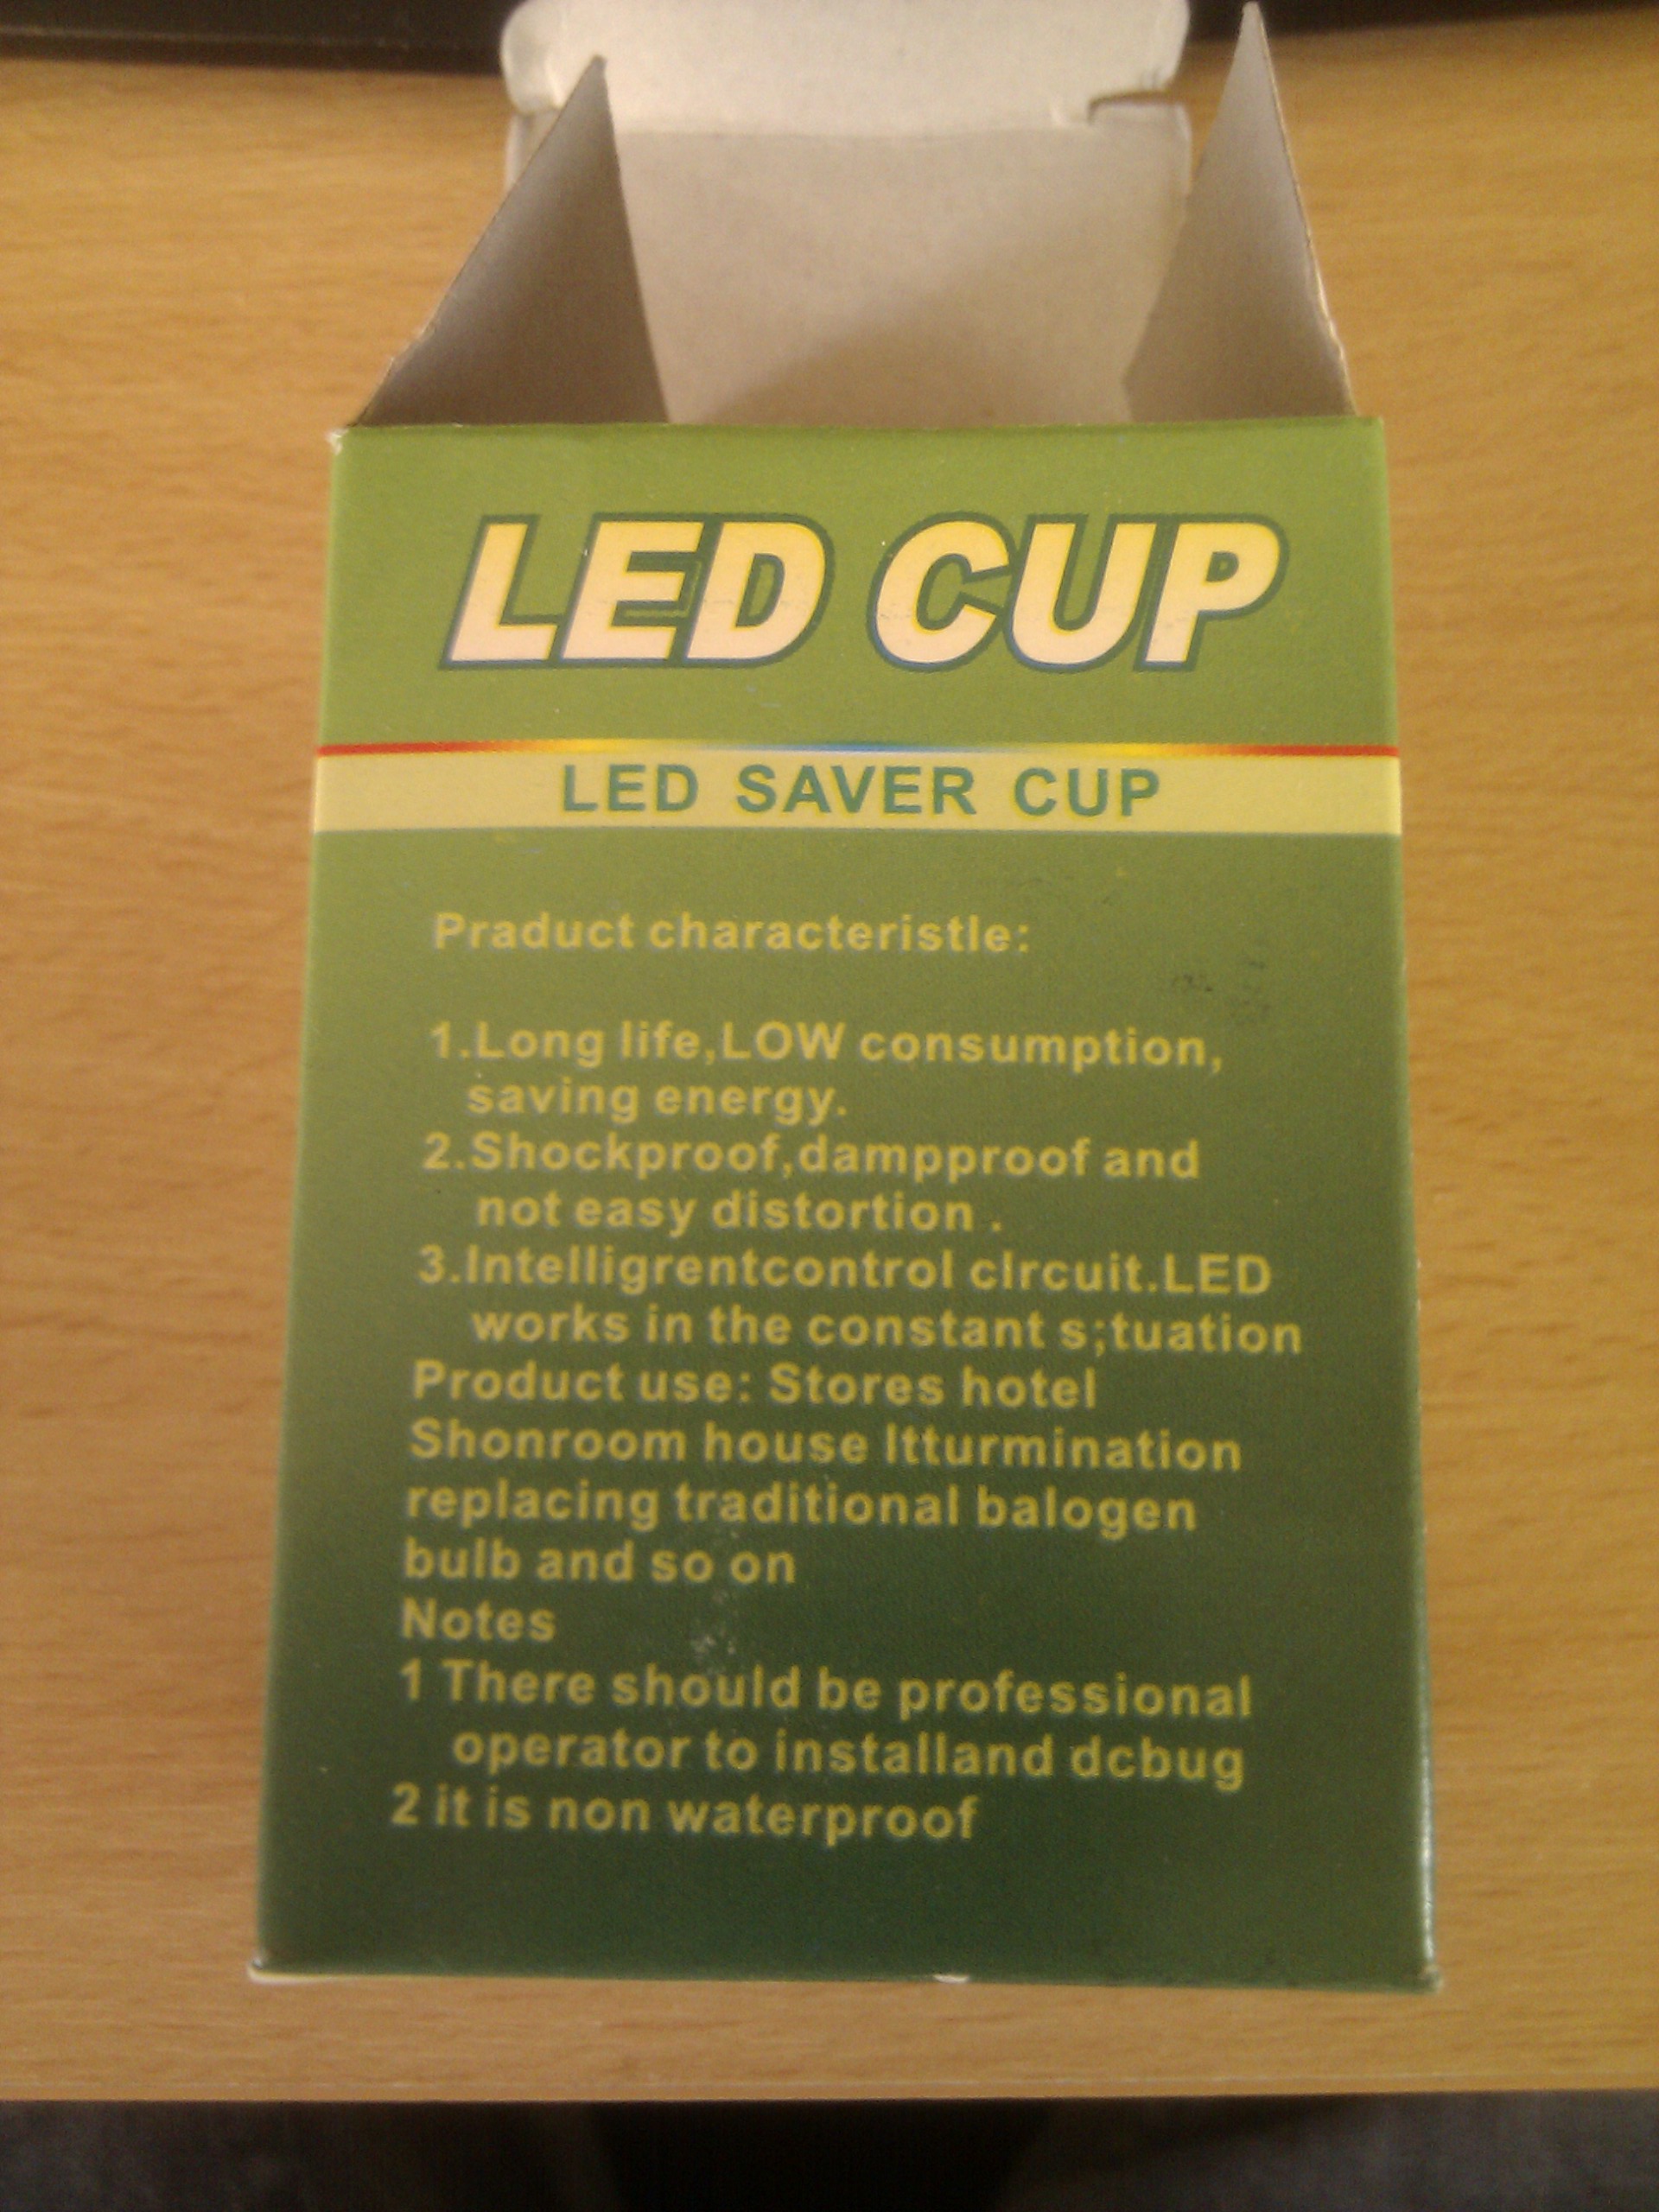 LED CUP
LED SAVER CUP
Praduct characteristle:
1.Long life,LOW consumption,
saving energy.
2.Shockproof,dampproof and
not easy distortion .
3.Intelligrentcontrol cIrcuit.LED
works in the constant s;tuation
Product use: Stores hotel
Shonroom house Itturmination
replacing traditional balogen
bulb and so on
Notes
1 There should be professional
operator to installand dcbug
2 it is non waterproof